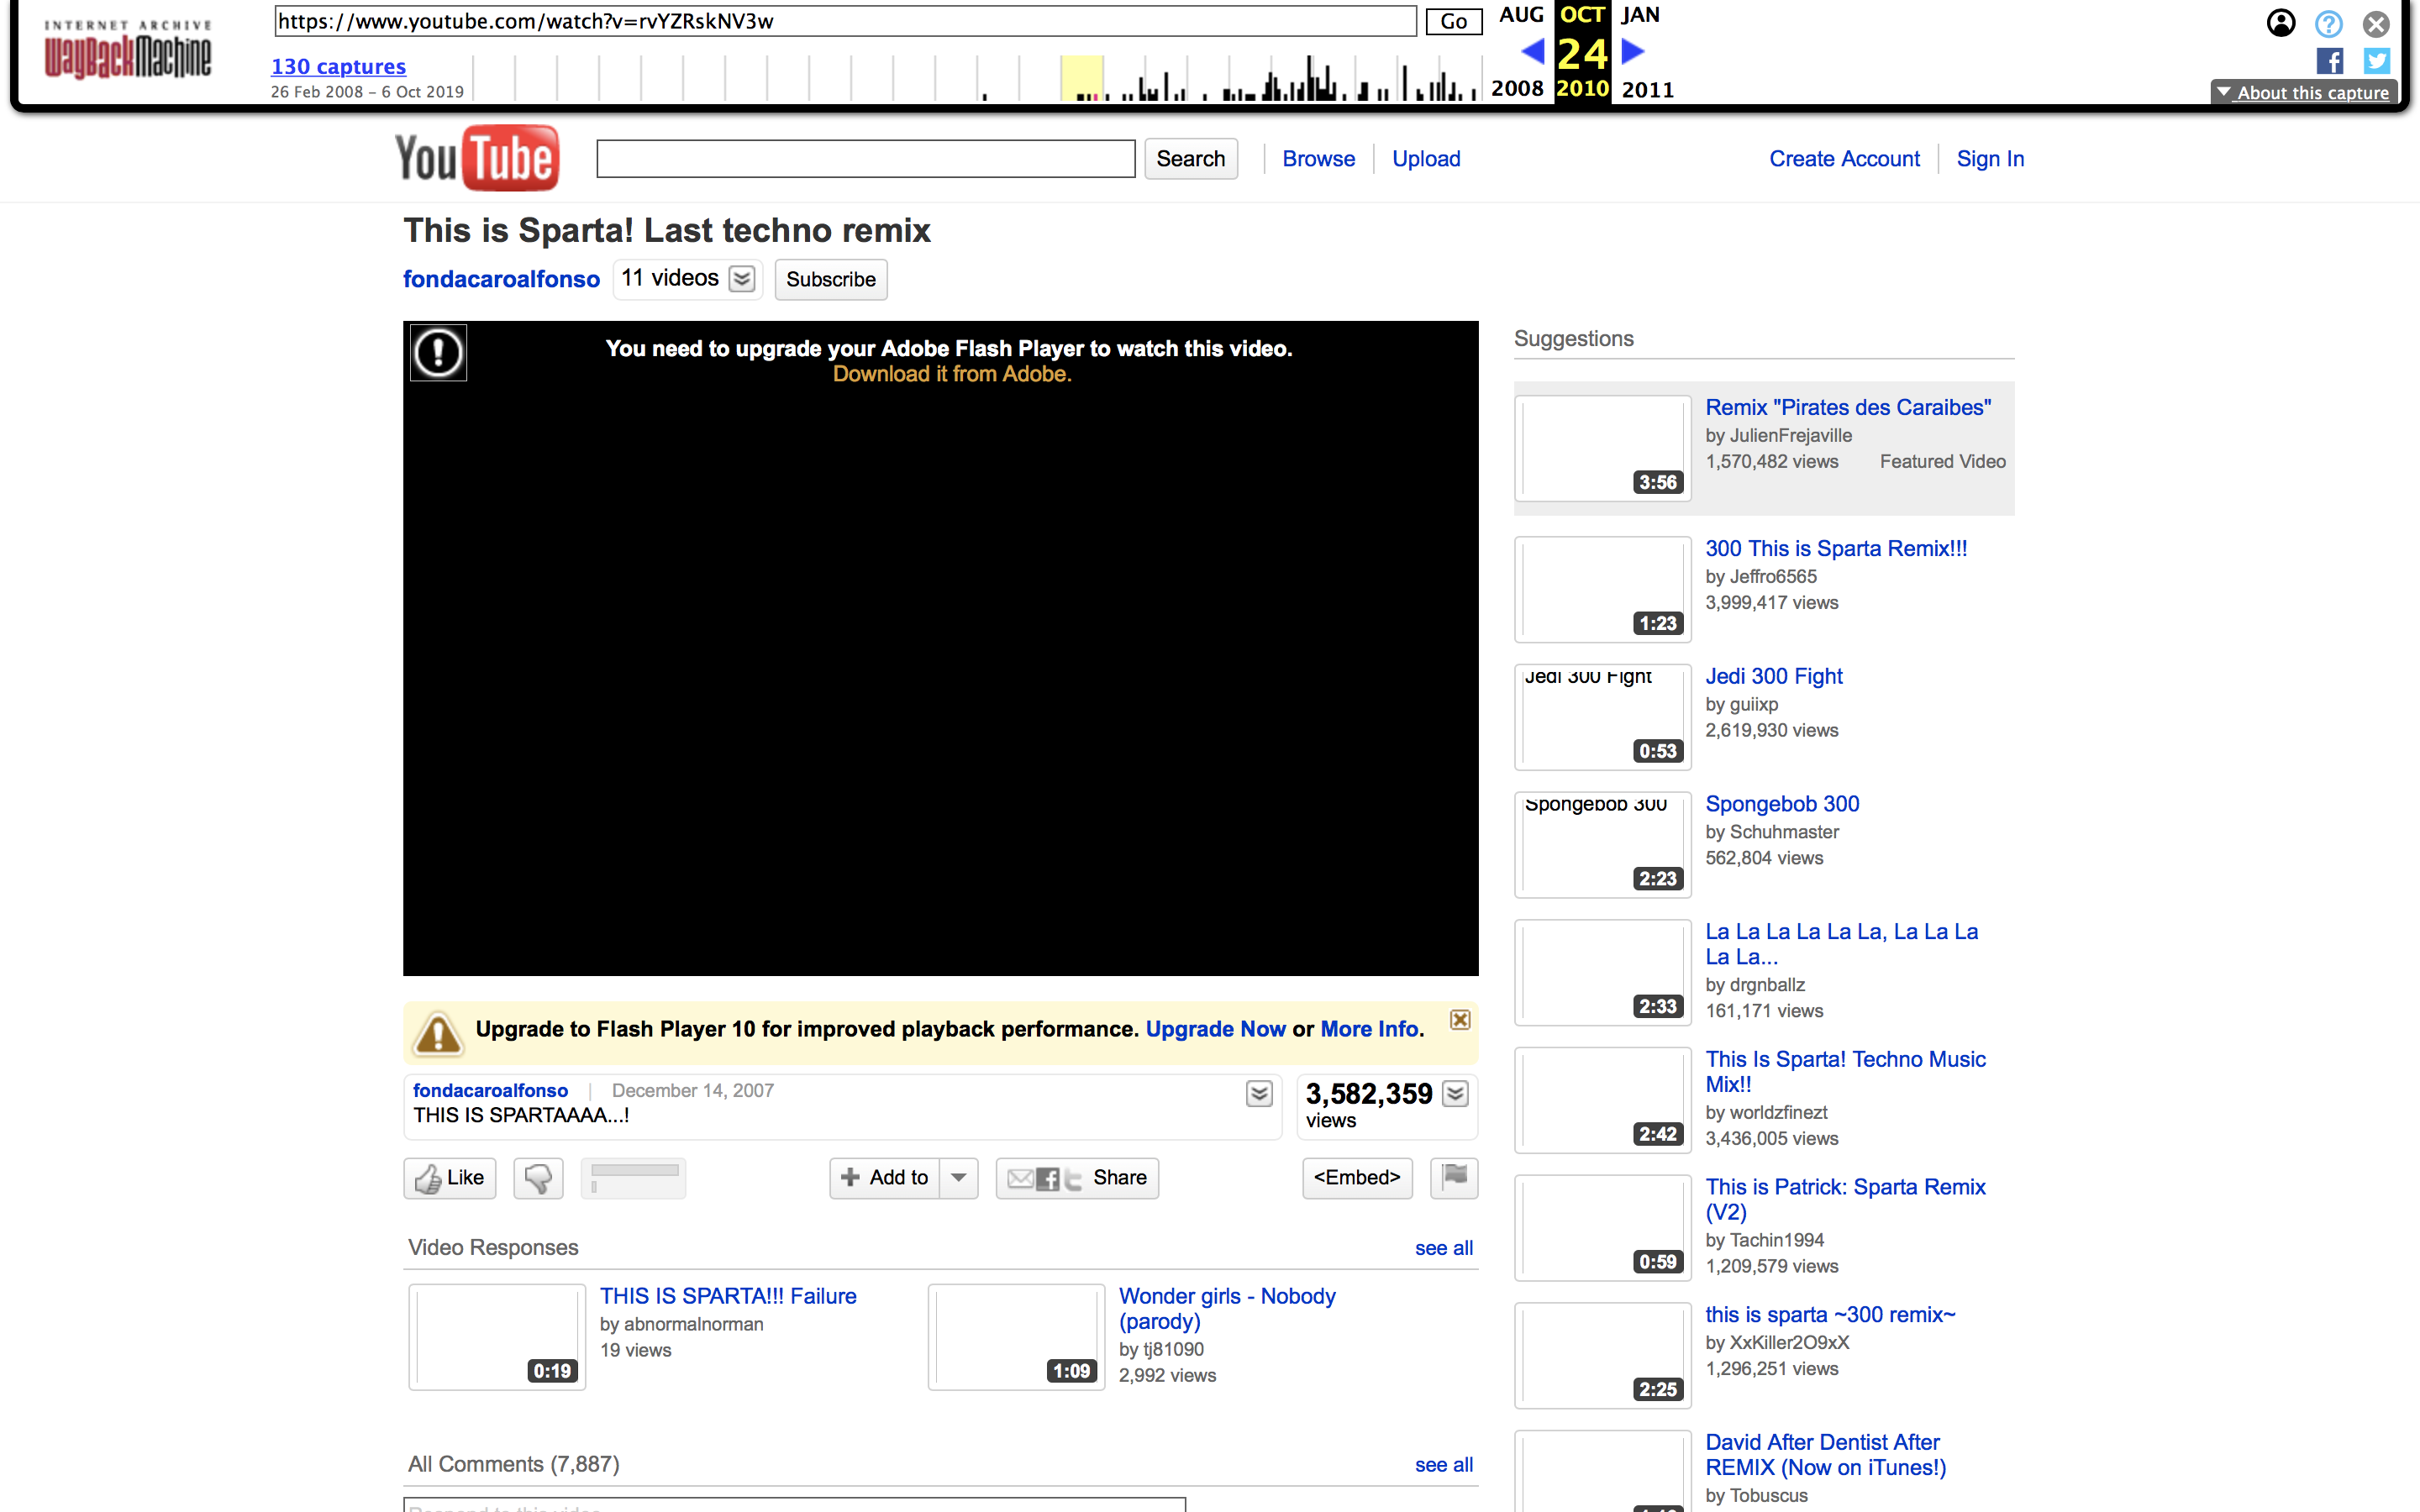 INTERNET ARCHIVE
WayBackMachine
https://www.youtube.com/watch?v=rvYZRskNV3w
Go
130 captures
26 Feb 2008 – 6 Oct 2019
AUG OCT JAN
24
2008 2010 2011
f
About this capture
YouTube
Search
Browse
Upload
Create Account
Sign In
This is Sparta! Last techno remix
fondacaroalfonso
11 videos
Subscribe
You need to upgrade your Adobe Flash Player to watch this video.
Download it from Adobe.
Upgrade to Flash Player 10 for improved playback performance. Upgrade Now or More Info.
fondacaroalfonso | December 14, 2007
THIS IS SPARTAAAA...!
3,582,359
views
Like
Add to
Share
<Embed>
Video Responses
see all
THIS IS SPARTA!!! Failure
by abnormalnorman
19 views
0:19
Wonder girls - Nobody
(parody)
by tj81090
2,992 views
1:09
All Comments (7,887)
see all
Respond to this video...
Suggestions
Remix "Pirates des Caraibes"
by JulienFrejaville
1,570,482 views Featured Video
3:56
300 This is Sparta Remix!!!
by Jeffro6565
3,999,417 views
1:23
Jedi 300 Fight
Jedi 300 Fight
by guiixp
2,619,930 views
0:53
Spongebob 300
Spongebob 300
by Schuhmaster
562,804 views
2:23
La La La La La La, La La La
La La...
by drgnballz
161,171 views
2:33
This Is Sparta! Techno Music
Mix!!
by worldzfinezt
3,436,005 views
2:42
This is Patrick: Sparta Remix
(V2)
by Tachin1994
1,209,579 views
0:59
this is sparta ~300 remix~
by XxKiller2O9xX
1,296,251 views
2:25
David After Dentist After
REMIX (Now on iTunes!)
by Tobuscus